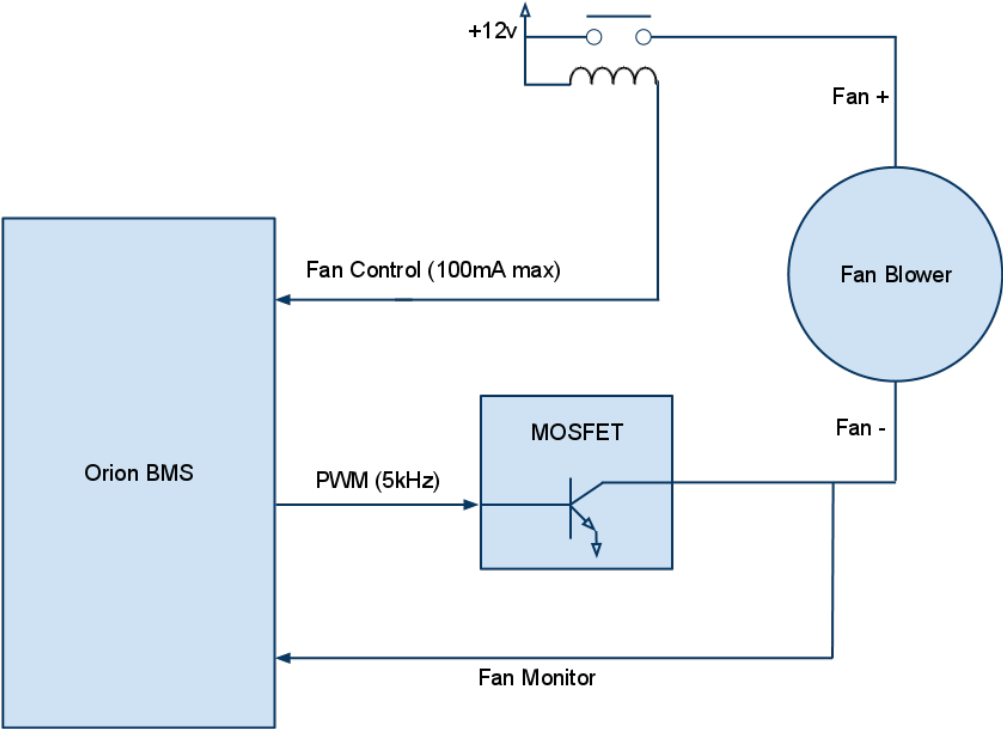 +12v
Fan +
Fan Control (100mA max)
Fan Blower
MOSFET
Fan -
Orion BMS
PWM (5kHz)
Fan Monitor